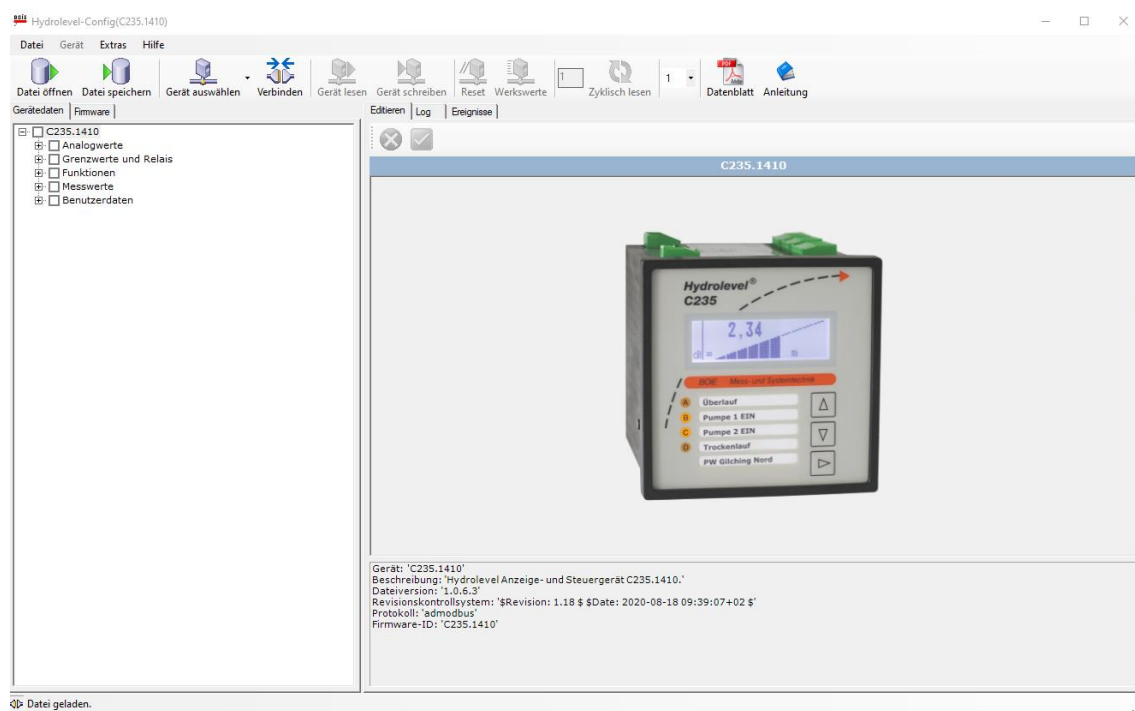 Hydrolevel-Config(C235.1410)
Datei Gerät Extras Hilfe
Datei öffnen Datei speichern Gerät auswählen Verbinden Gerät lesen Gerät schreiben Reset Werkswerte 1 Zyklisch lesen 1 Datenblatt Anleitung
Gerätedaten Firmware
Editieren Log Ereignisse
C235.1410
Analogwerte
Grenzwerte und Relais
Funktionen
Messwerte
Benutzerdaten
C235.1410
Hydrolevel®
C235
2,34
m
BOE Mess- und Systemtechnik
A Überlauf
B Pumpe 1 EIN
C Pumpe 2 EIN
D Trockenlauf
PW Gilching Nord
Gerät: 'C235.1410'
Beschreibung: 'Hydrolevel Anzeige- und Steuergerät C235.1410.'
Dateiversion: '1.0.6.3'
Revisionskontrollsystem: '$Revision: 1.18 $ $Date: 2020-08-18 09:39:07+02 $'
Protokoll: 'admodbus'
Firmware-ID: 'C235.1410'
Datei geladen.